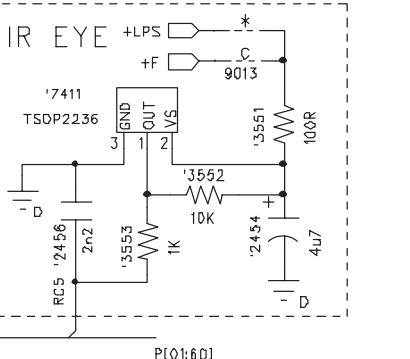 IR EYE
+LPS
*
+F
C
9013
'7411
TSOP2236
GND
OUT
VS
3
1
2
'3551
100R
'3552
10K
+
D
'2456
2n2
'3553
1K
'2454
4u7
D
RC5
P[01:60]